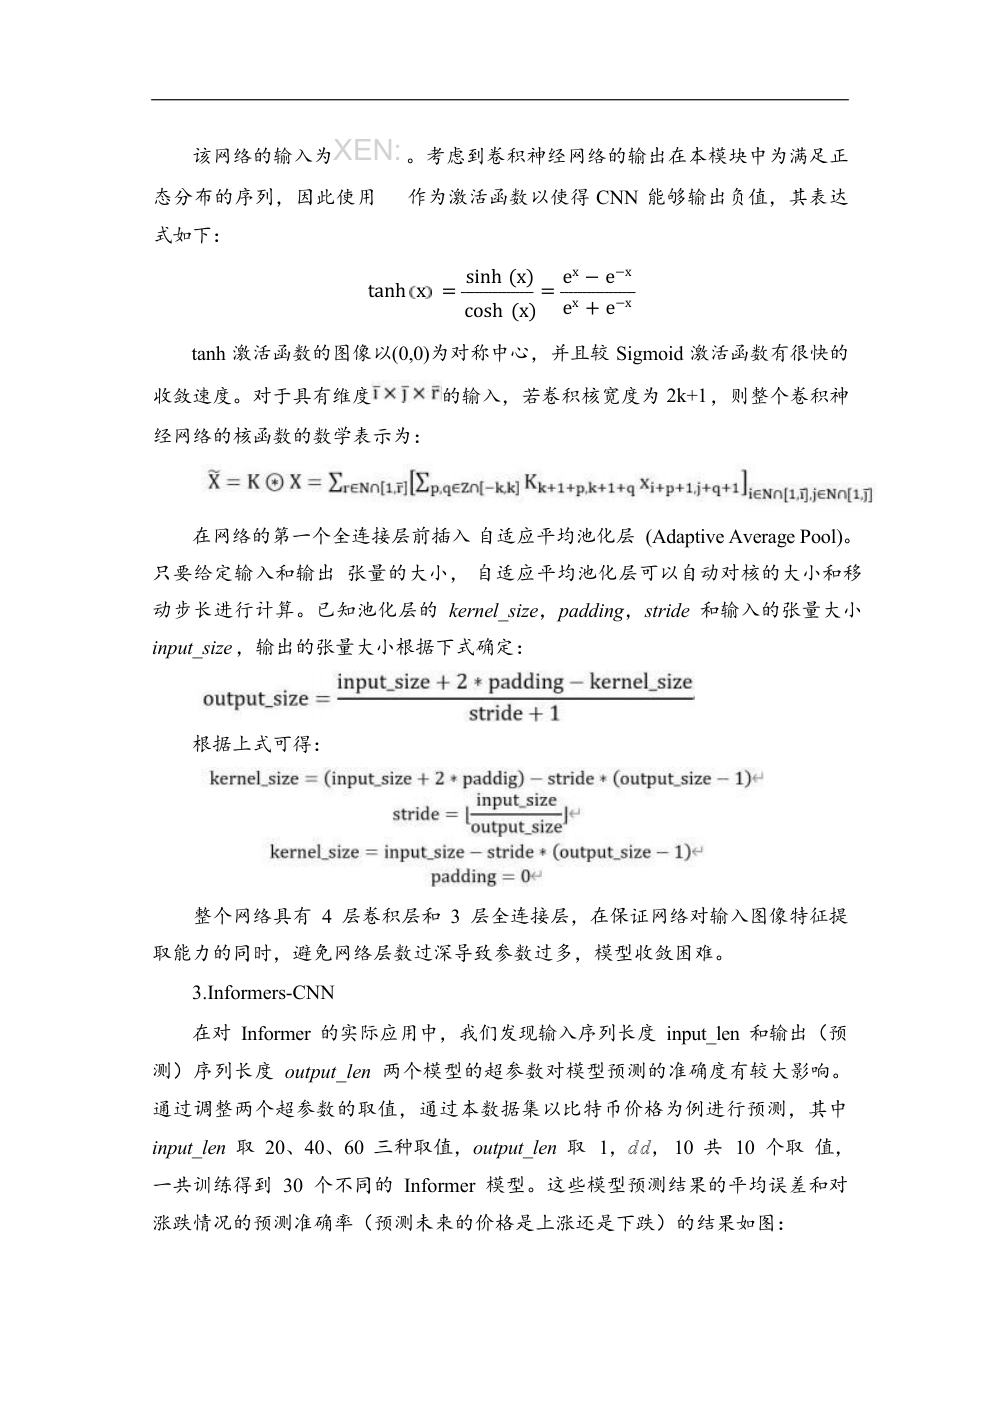 该网络的输入为XEN:。考虑到卷积神经网络的输出在本模块中为满足正
态分布的序列，因此使用 作为激活函数以使得 CNN 能够输出负值，其表达
式如下：
tanh(x) = sinh (x) / cosh (x) = (e^x − e^−x) / (e^x + e^−x)
tanh 激活函数的图像以(0,0)为对称中心，并且较 Sigmoid 激活函数有很快的
收敛速度。对于具有维度 ī × j̄ × r̄ 的输入，若卷积核宽度为 2k+1，则整个卷积神
经网络的核函数的数学表示为：
X̃ = K ⊛ X = ∑_{r∈N∩[1,r̄]}[∑_{p,q∈Z∩[−k,k]} K_{k+1+p,k+1+q} x_{i+p+1,j+q+1}]_{i∈N∩[1,ī],j∈N∩[1,j̄]}
在网络的第一个全连接层前插入 自适应平均池化层 (Adaptive Average Pool)。
只要给定输入和输出 张量的大小， 自适应平均池化层可以自动对核的大小和移
动步长进行计算。已知池化层的 kernel_size，padding，stride 和输入的张量大小
input_size，输出的张量大小根据下式确定：
output_size = (input_size + 2 * padding − kernel_size) / (stride + 1)
根据上式可得：
kernel_size = (input_size + 2 * paddig) − stride * (output_size − 1)↵
stride = ⌊input_size / output_size⌋↵
kernel_size = input_size − stride * (output_size − 1)↵
padding = 0↵
整个网络具有 4 层卷积层和 3 层全连接层，在保证网络对输入图像特征提
取能力的同时，避免网络层数过深导致参数过多，模型收敛困难。
3.Informers-CNN
在对 Informer 的实际应用中，我们发现输入序列长度 input_len 和输出（预
测）序列长度 output_len 两个模型的超参数对模型预测的准确度有较大影响。
通过调整两个超参数的取值，通过本数据集以比特币价格为例进行预测，其中
input_len 取 20、40、60 三种取值，output_len 取 1，dd，10 共 10 个取 值，
一共训练得到 30 个不同的 Informer 模型。这些模型预测结果的平均误差和对
涨跌情况的预测准确率（预测未来的价格是上涨还是下跌）的结果如图：